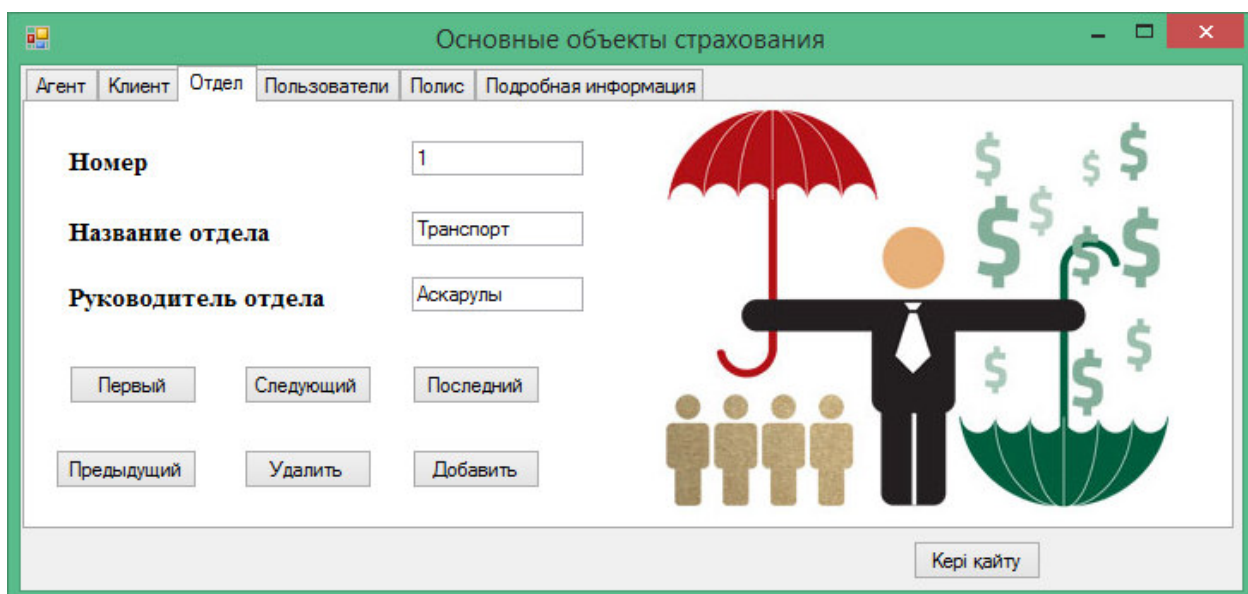 Основные объекты страхования
Агент Клиент Отдел Пользователи Полис Подробная информация
Номер 1
Название отдела Транспорт
Руководитель отдела Аскарулы
Первый Следующий Последний
Предыдущий Удалить Добавить
Кері қайту